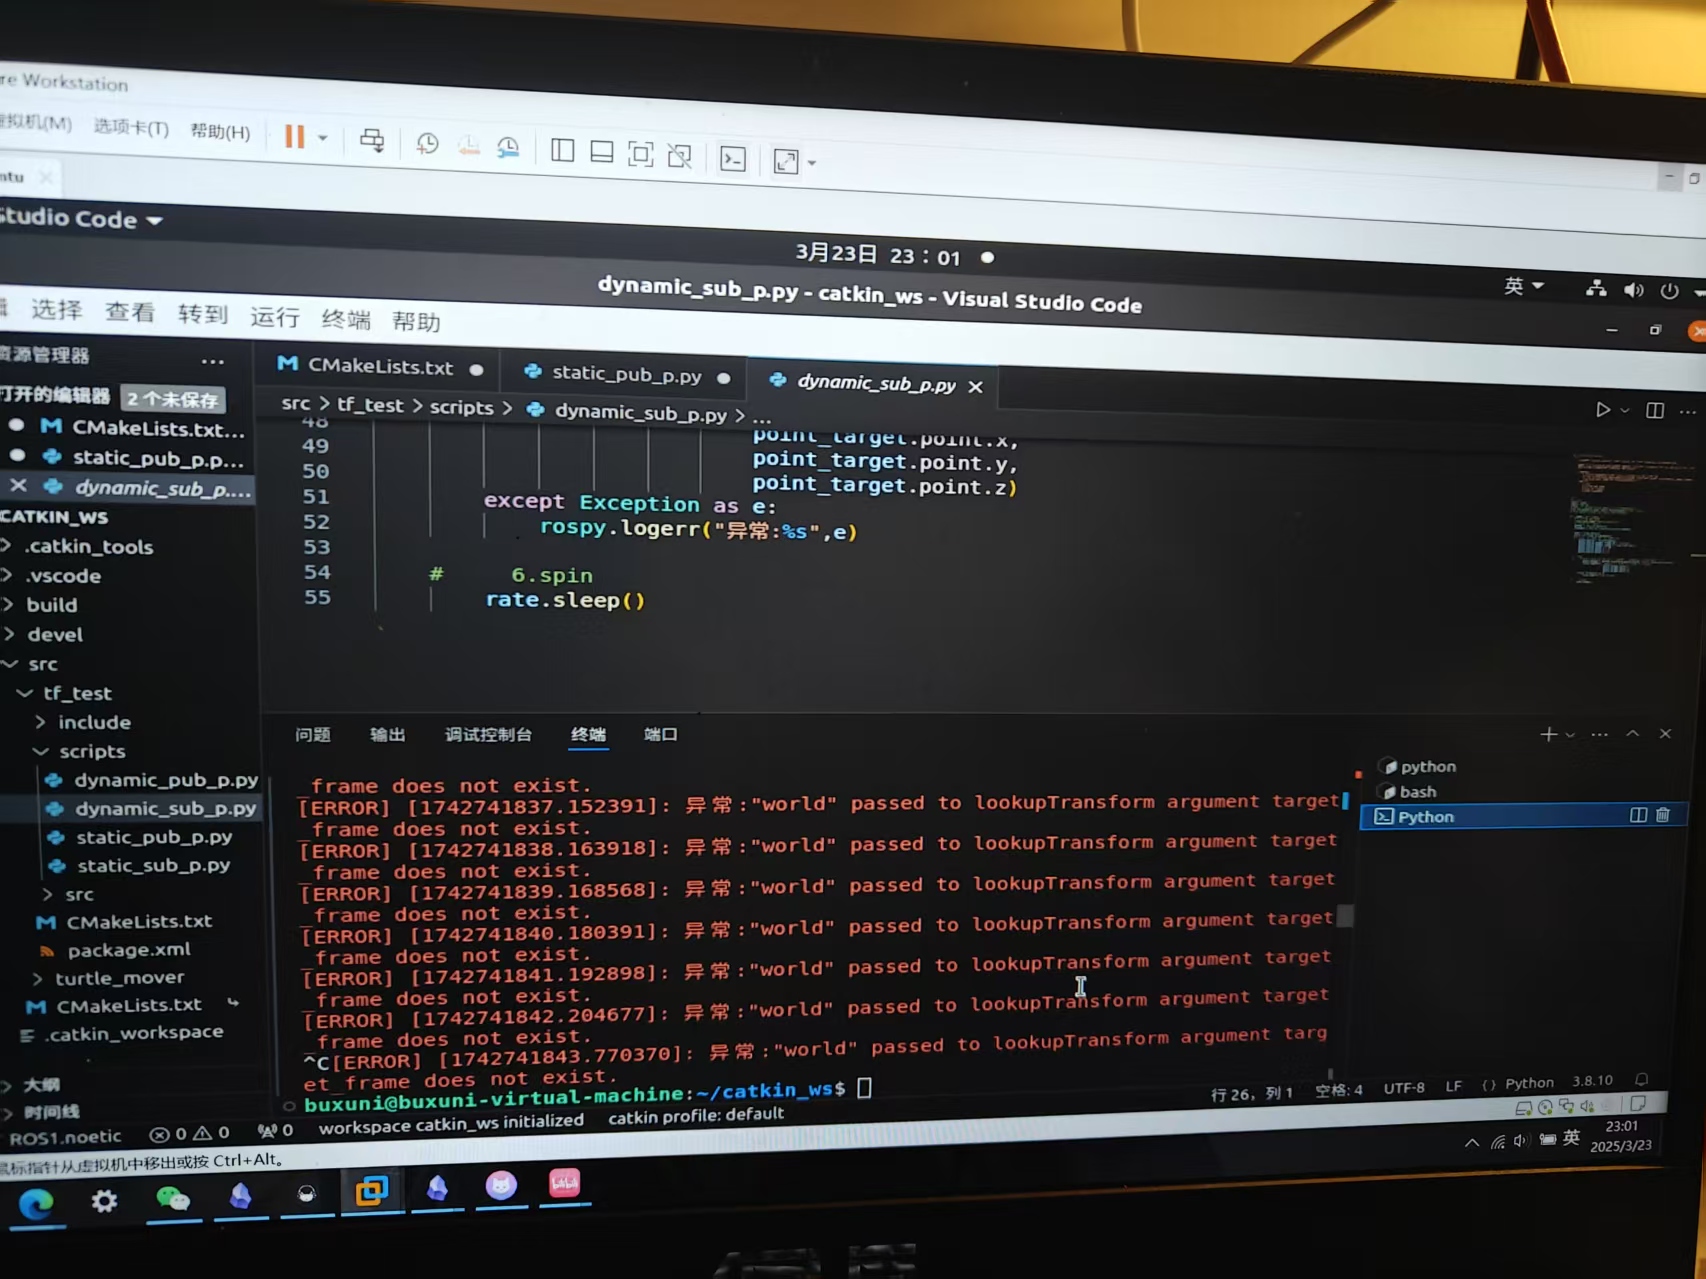 re Workstation
虚拟机(M) 选项卡(T) 帮助(H)
ntu
Studio Code
3月23日 23：01
英
dynamic_sub_p.py - catkin_ws - Visual Studio Code
选择 查看 转到 运行 终端 帮助
资源管理器
CMakeLists.txt
static_pub_p.py
dynamic_sub_p.py
打开的编辑器 2 个未保存
src > tf_test > scripts > dynamic_sub_p.py > ...
CMakeLists.txt...
static_pub_p.p...
dynamic_sub_p....
CATKIN_WS
.catkin_tools
.vscode
build
devel
src
tf_test
include
scripts
dynamic_pub_p.py
dynamic_sub_p.py
static_pub_p.py
static_sub_p.py
src
CMakeLists.txt
package.xml
turtle_mover
CMakeLists.txt
.catkin_workspace
大纲
时间线
48 point_target.point.x,
49 point_target.point.y,
50 point_target.point.z)
51 except Exception as e:
52 rospy.logerr("异常:%s",e)
53
54 # 6.spin
55 rate.sleep()
问题 输出 调试控制台 终端 端口
python
bash
Python
_frame does not exist.
[ERROR] [1742741837.152391]: 异常:"world" passed to lookupTransform argument target
_frame does not exist.
[ERROR] [1742741838.163918]: 异常:"world" passed to lookupTransform argument target
_frame does not exist.
[ERROR] [1742741839.168568]: 异常:"world" passed to lookupTransform argument target
_frame does not exist.
[ERROR] [1742741840.180391]: 异常:"world" passed to lookupTransform argument target
_frame does not exist.
[ERROR] [1742741841.192898]: 异常:"world" passed to lookupTransform argument target
_frame does not exist.
[ERROR] [1742741842.204677]: 异常:"world" passed to lookupTransform argument target
_frame does not exist.
^C[ERROR] [1742741843.770370]: 异常:"world" passed to lookupTransform argument targ
et_frame does not exist.
buxuni@buxuni-virtual-machine:~/catkin_ws$
行 26，列 1 空格: 4 UTF-8 LF {} Python 3.8.10
ROS1.noetic 0 0 0 workspace catkin_ws initialized catkin profile: default
鼠标指针从虚拟机中移出或按 Ctrl+Alt。
英
23:01
2025/3/23